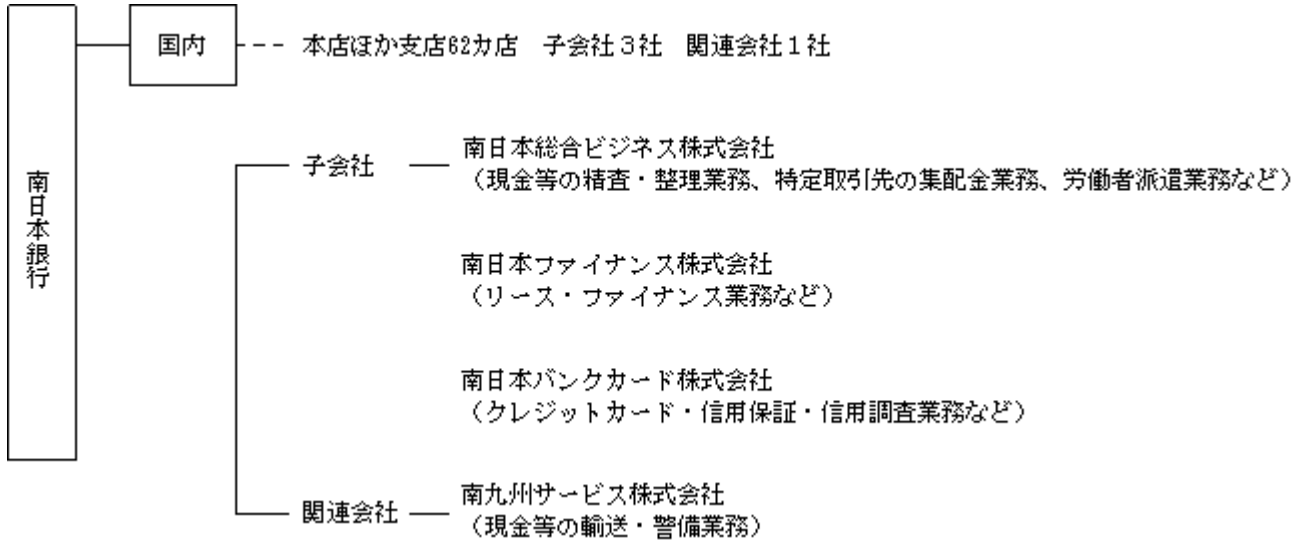 南日本銀行
国内
本店ほか支店62カ店　子会社３社　関連会社１社
子会社
南日本総合ビジネス株式会社
（現金等の精査・整理業務、特定取引先の集配金業務、労働者派遣業務など）
南日本ファイナンス株式会社
（リース・ファイナンス業務など）
南日本バンクカード株式会社
（クレジットカード・信用保証・信用調査業務など）
関連会社
南九州サービス株式会社
（現金等の輸送・警備業務）